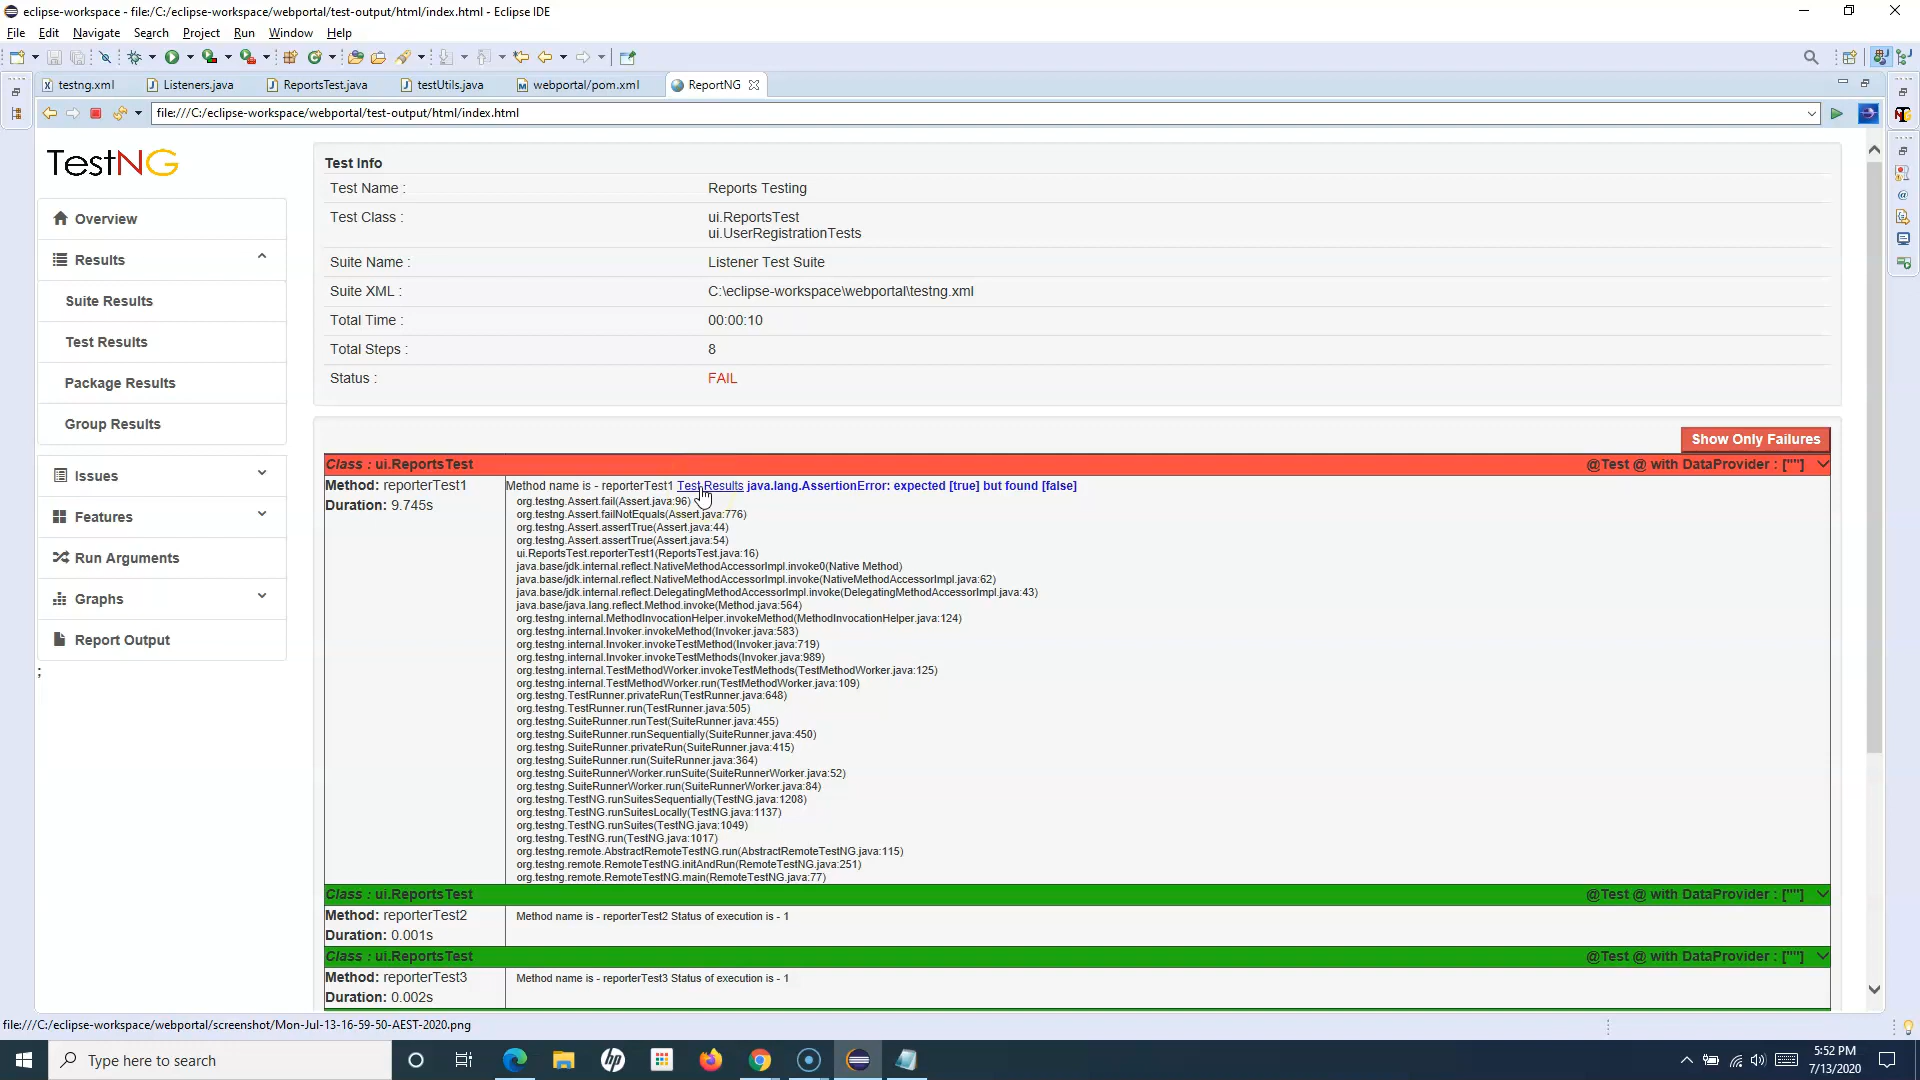 eclipse-workspace - file:/C:/eclipse-workspace/webportal/test-output/html/index.html - Eclipse IDE
File Edit Navigate Search Project Run Window Help
testng.xml Listeners.java ReportsTest.java testUtils.java webportal/pom.xml ReportNG
file:///C:/eclipse-workspace/webportal/test-output/html/index.html
TestNG
Overview
Results
Suite Results
Test Results
Package Results
Group Results
Issues
Features
Run Arguments
Graphs
Report Output
;
Test Info
Test Name : Reports Testing
Test Class : ui.ReportsTest
ui.UserRegistrationTests
Suite Name : Listener Test Suite
Suite XML : C:\eclipse-workspace\webportal\testng.xml
Total Time : 00:00:10
Total Steps : 8
Status : FAIL
Show Only Failures
Class : ui.ReportsTest @Test @ with DataProvider : [""]
Method: reporterTest1
Duration: 9.745s
Method name is - reporterTest1 Test Results java.lang.AssertionError: expected [true] but found [false]
org.testng.Assert.fail(Assert.java:96)
org.testng.Assert.failNotEquals(Assert.java:776)
org.testng.Assert.assertTrue(Assert.java:44)
org.testng.Assert.assertTrue(Assert.java:54)
ui.ReportsTest.reporterTest1(ReportsTest.java:16)
java.base/jdk.internal.reflect.NativeMethodAccessorImpl.invoke0(Native Method)
java.base/jdk.internal.reflect.NativeMethodAccessorImpl.invoke(NativeMethodAccessorImpl.java:62)
java.base/jdk.internal.reflect.DelegatingMethodAccessorImpl.invoke(DelegatingMethodAccessorImpl.java:43)
java.base/java.lang.reflect.Method.invoke(Method.java:564)
org.testng.internal.MethodInvocationHelper.invokeMethod(MethodInvocationHelper.java:124)
org.testng.internal.Invoker.invokeMethod(Invoker.java:583)
org.testng.internal.Invoker.invokeTestMethod(Invoker.java:719)
org.testng.internal.Invoker.invokeTestMethods(Invoker.java:989)
org.testng.internal.TestMethodWorker.invokeTestMethods(TestMethodWorker.java:125)
org.testng.internal.TestMethodWorker.run(TestMethodWorker.java:109)
org.testng.TestRunner.privateRun(TestRunner.java:648)
org.testng.TestRunner.run(TestRunner.java:505)
org.testng.SuiteRunner.runTest(SuiteRunner.java:455)
org.testng.SuiteRunner.runSequentially(SuiteRunner.java:450)
org.testng.SuiteRunner.privateRun(SuiteRunner.java:415)
org.testng.SuiteRunner.run(SuiteRunner.java:364)
org.testng.SuiteRunnerWorker.runSuite(SuiteRunnerWorker.java:52)
org.testng.SuiteRunnerWorker.run(SuiteRunnerWorker.java:84)
org.testng.TestNG.runSuitesSequentially(TestNG.java:1208)
org.testng.TestNG.runSuitesLocally(TestNG.java:1137)
org.testng.TestNG.runSuites(TestNG.java:1049)
org.testng.TestNG.run(TestNG.java:1017)
org.testng.remote.AbstractRemoteTestNG.run(AbstractRemoteTestNG.java:115)
org.testng.remote.RemoteTestNG.initAndRun(RemoteTestNG.java:251)
org.testng.remote.RemoteTestNG.main(RemoteTestNG.java:77)
Class : ui.ReportsTest @Test @ with DataProvider : [""]
Method: reporterTest2
Duration: 0.001s
Method name is - reporterTest2 Status of execution is - 1
Class : ui.ReportsTest @Test @ with DataProvider : [""]
Method: reporterTest3
Duration: 0.002s
Method name is - reporterTest3 Status of execution is - 1
file:///C:/eclipse-workspace/webportal/screenshot/Mon-Jul-13-16-59-50-AEST-2020.png
Type here to search
5:52 PM
7/13/2020